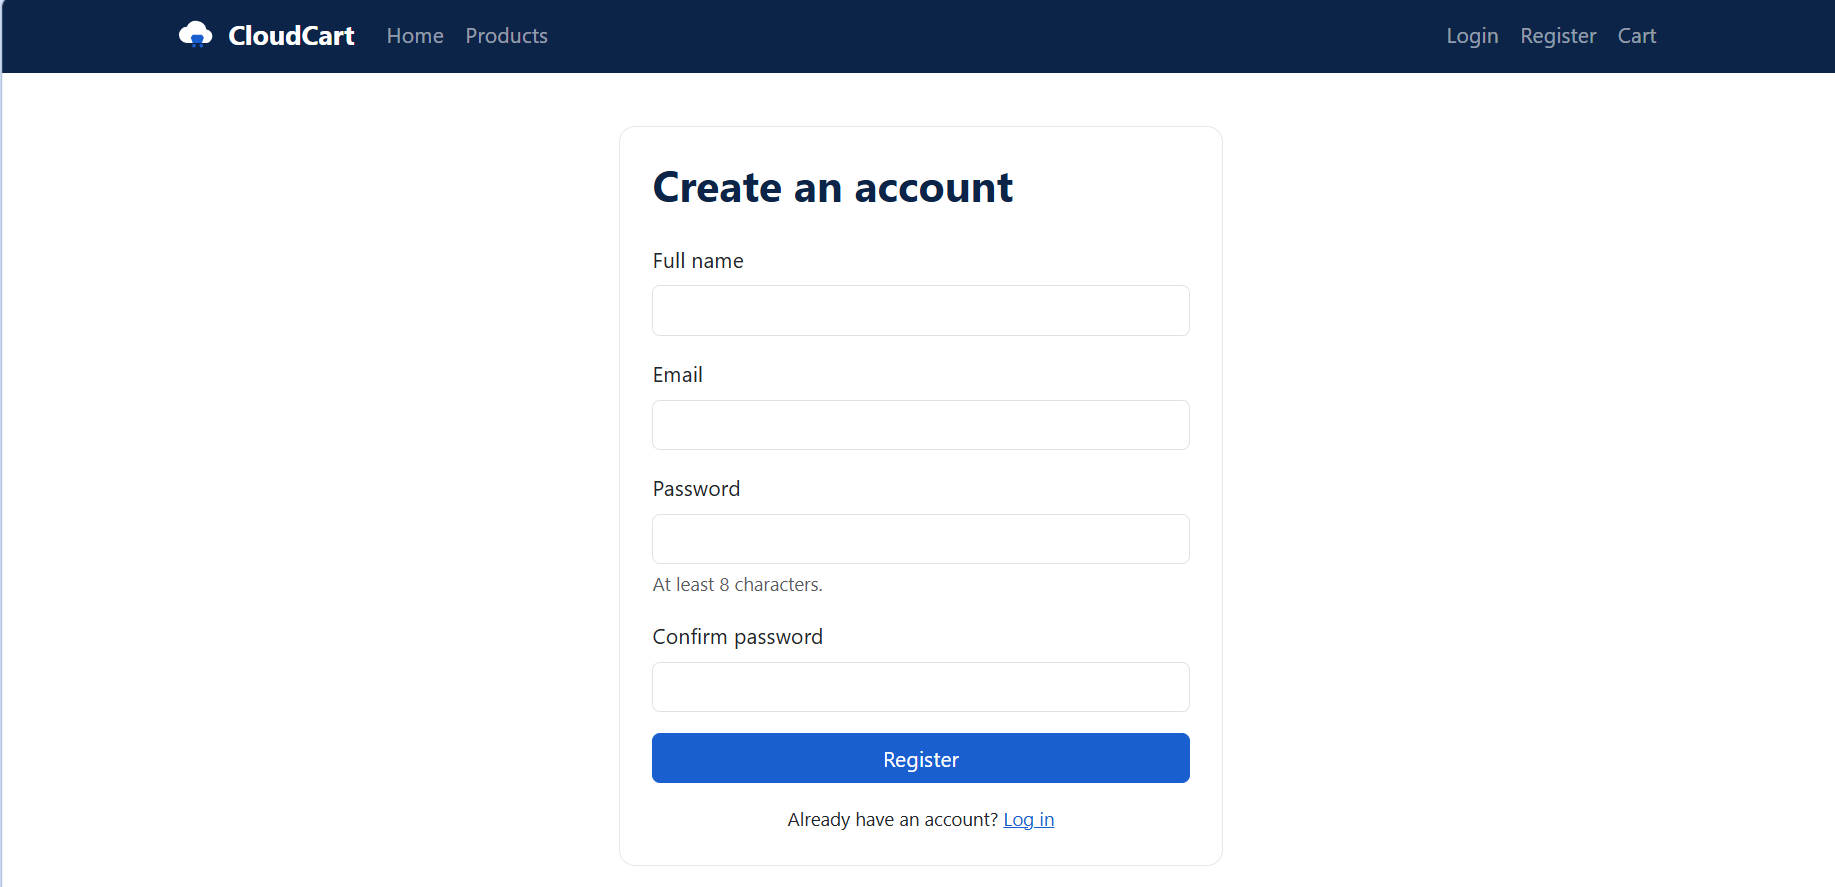 CloudCart Home Products Login Register Cart
Create an account
Full name
Email
Password
At least 8 characters.
Confirm password
Register
Already have an account? Log in